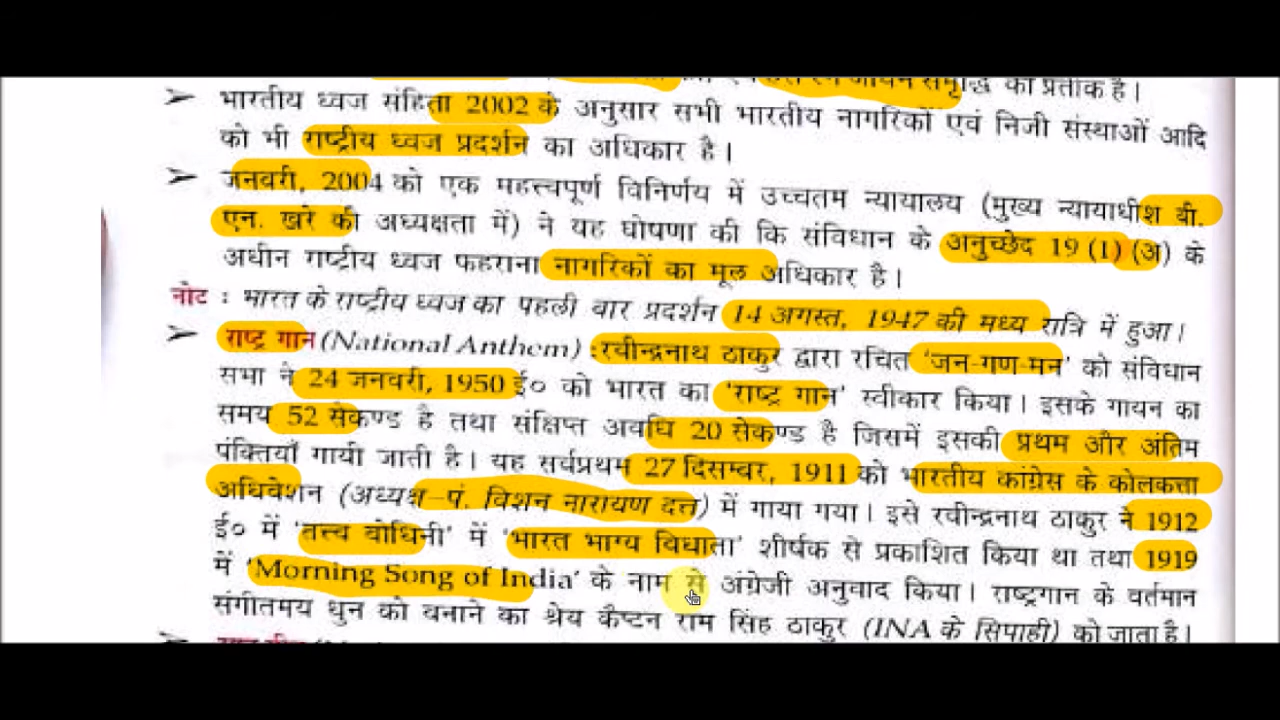 जीवन समृद्धि का प्रतीक है।
➢ भारतीय ध्वज संहिता 2002 के अनुसार सभी भारतीय नागरिकों एवं निजी संस्थाओं आदि
को भी राष्ट्रीय ध्वज प्रदर्शन का अधिकार है।
➢ जनवरी, 2004 को एक महत्त्वपूर्ण विनिर्णय में उच्चतम न्यायालय (मुख्य न्यायाधीश वी.
एन. खरे की अध्यक्षता में) ने यह घोषणा की कि संविधान के अनुच्छेद 19 (1) (अ) के
अधीन राष्ट्रीय ध्वज फहराना नागरिकों का मूल अधिकार है।
नोट : भारत के राष्ट्रीय ध्वज का पहली बार प्रदर्शन 14 अगस्त, 1947 की मध्य रात्रि में हुआ।
➢ राष्ट्र गान (National Anthem) : रवीन्द्रनाथ ठाकुर द्वारा रचित 'जन-गण-मन' को संविधान
सभा ने 24 जनवरी, 1950 ई० को भारत का 'राष्ट्र गान' स्वीकार किया। इसके गायन का
समय 52 सेकण्ड है तथा संक्षिप्त अवधि 20 सेकण्ड है जिसमें इसकी प्रथम और अंतिम
पंक्तियाँ गायी जाती है। यह सर्वप्रथम 27 दिसम्बर, 1911 को भारतीय कांग्रेस के कोलकत्ता
अधिवेशन (अध्यक्ष–पं. विशन नारायण दत्त) में गाया गया। इसे रवीन्द्रनाथ ठाकुर ने 1912
ई० में 'तत्त्व बोधिनी' में 'भारत भाग्य विधाता' शीर्षक से प्रकाशित किया था तथा 1919
में 'Morning Song of India' के नाम से अंग्रेजी अनुवाद किया। राष्ट्रगान के वर्तमान
संगीतमय धुन को बनाने का श्रेय कैप्टन राम सिंह ठाकुर (INA के सिपाही) को जाता है।